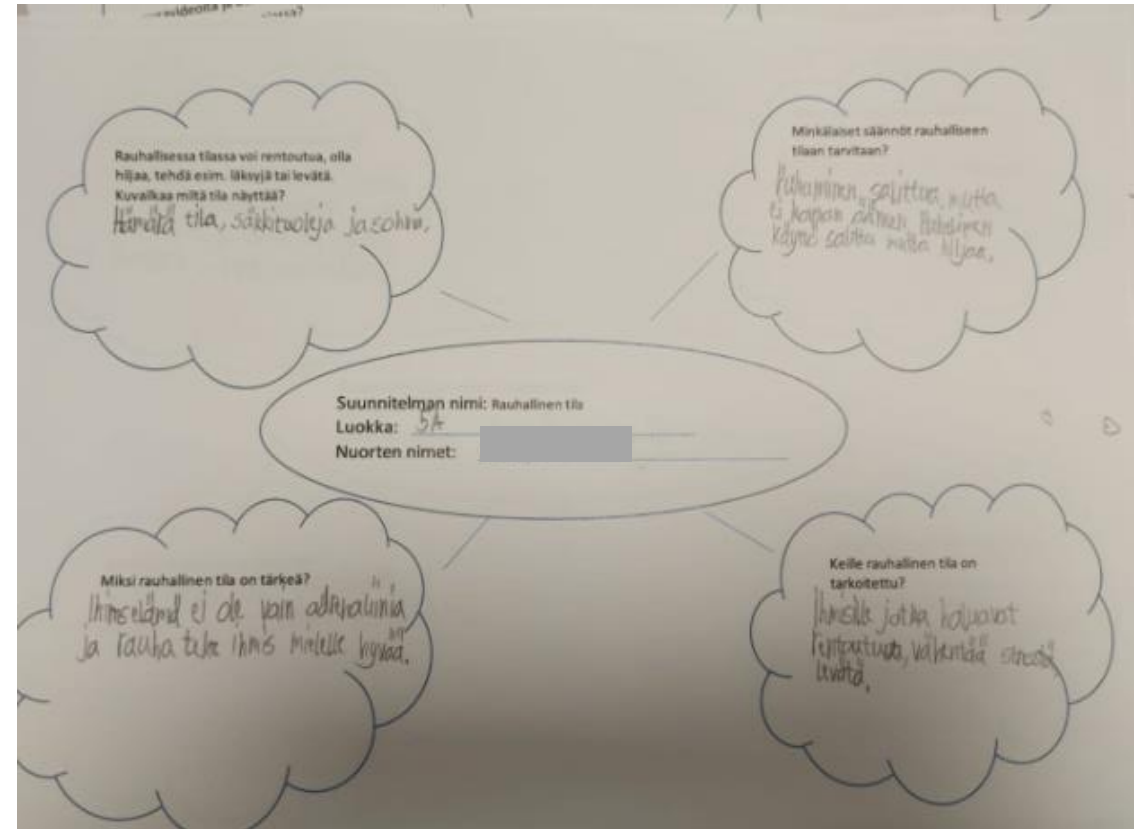 Rauhallisessa tilassa voi rentoutua, olla
hiljaa, tehdä esim. läksyjä tai levätä.
Kuvailkaa miltä tila näyttää?
Hämärä tila, säkkituoleja ja sohvia.
Minkälaiset säännöt rauhalliseen
tilaan tarvitaan?
Puhuminen sallittua, mutta
ei kovaan ääneen. Puhelimen
käyttö sallittu mutta hiljaa.
Suunnitelman nimi: Rauhallinen tila
Luokka: 5A
Nuorten nimet:
Miksi rauhallinen tila on tärkeä?
Ihmiselämä ei ole vain adrenaliinia
ja rauha tekee ihmis mielelle hyvää.
Keille rauhallinen tila on
tarkoitettu?
Ihmisille jotka haluavat
rentoutua, vähentää stressiä,
levätä.